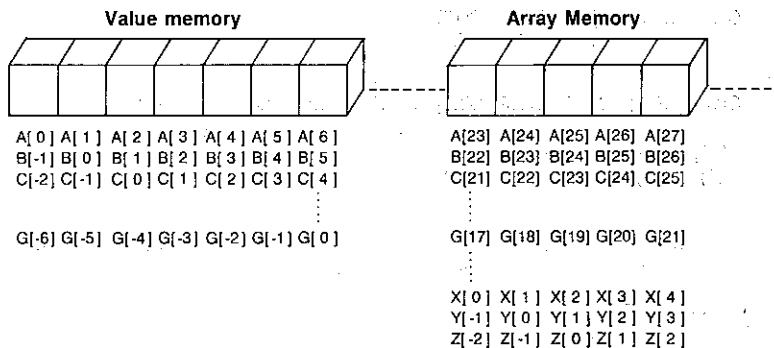 Value memory
Array Memory
A[ 0] A[ 1] A[ 2] A[ 3] A[ 4] A[ 5] A[ 6]
B[-1] B[ 0] B[ 1] B[ 2] B[ 3] B[ 4] B[ 5]
C[-2] C[-1] C[ 0] C[ 1] C[ 2] C[ 3] C[ 4]
G[-6] G[-5] G[-4] G[-3] G[-2] G[-1] G[ 0]
A[23] A[24] A[25] A[26] A[27]
B[22] B[23] B[24] B[25] B[26]
C[21] C[22] C[23] C[24] C[25]
G[17] G[18] G[19] G[20] G[21]
X[ 0] X[ 1] X[ 2] X[ 3] X[ 4]
Y[-1] Y[ 0] Y[ 1] Y[ 2] Y[ 3]
Z[-2] Z[-1] Z[ 0] Z[ 1] Z[ 2]